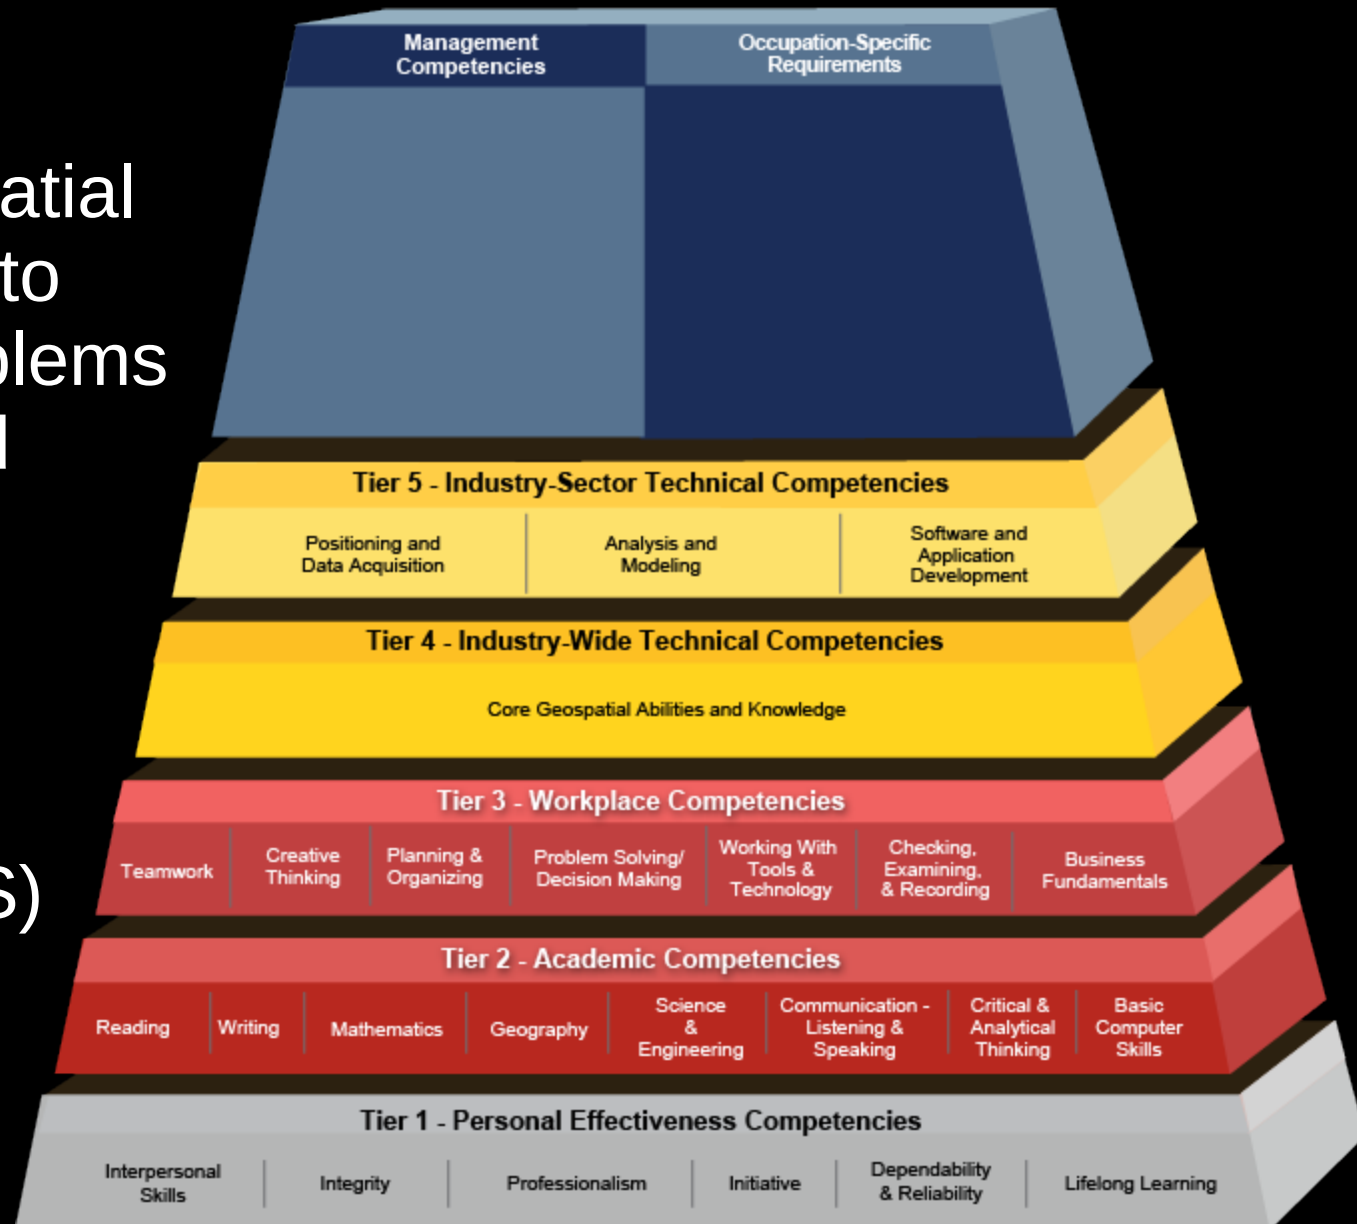 Management
Competencies
Occupation-Specific
Requirements
atial
to
blems
Tier 5 - Industry-Sector Technical Competencies
Positioning and
Data Acquisition
Analysis and
Modeling
Software and
Application
Development
Tier 4 - Industry-Wide Technical Competencies
Core Geospatial Abilities and Knowledge
Tier 3 - Workplace Competencies
Teamwork
Creative
Thinking
Planning &
Organizing
Problem Solving/
Decision Making
Working With
Tools &
Technology
Checking,
Examining,
& Recording
Business
Fundamentals
S)
Tier 2 - Academic Competencies
Reading
Writing
Mathematics
Geography
Science
&
Engineering
Communication -
Listening &
Speaking
Critical &
Analytical
Thinking
Basic
Computer
Skills
Tier 1 - Personal Effectiveness Competencies
Interpersonal
Skills
Integrity
Professionalism
Initiative
Dependability
& Reliability
Lifelong Learning